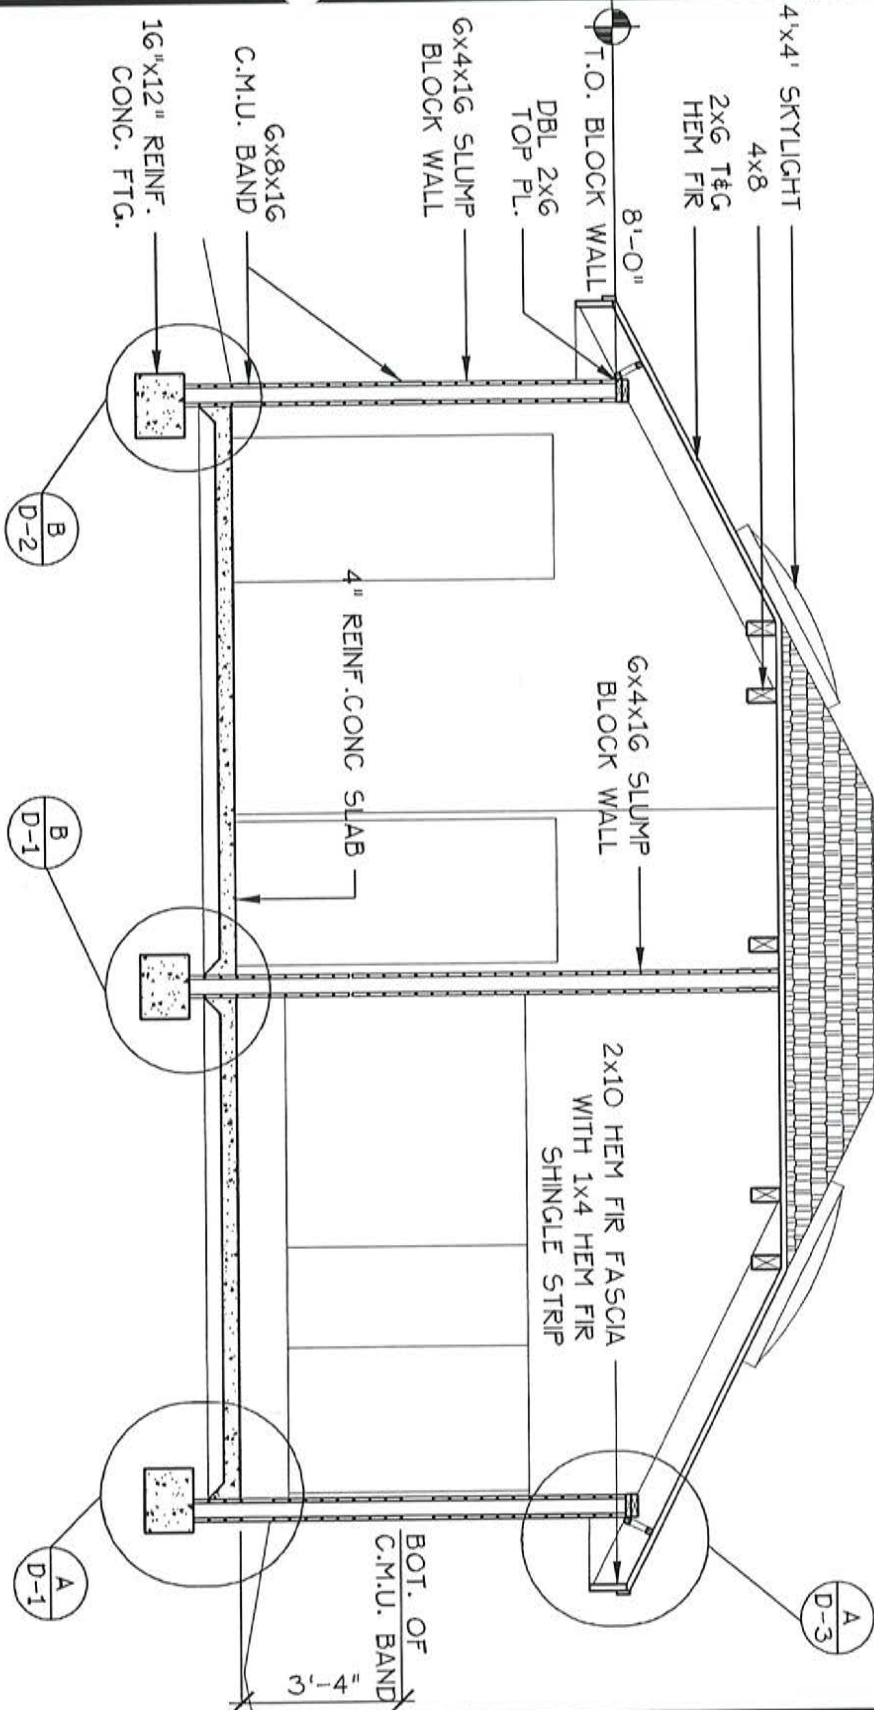 4'x4' SKYLIGHT
4x8
2x6 T&G
HEM FIR
8'-0"
T.O. BLOCK WALL
DBL 2x6
TOP PL.
6x4x16 SLUMP
BLOCK WALL
6x8x16
C.M.U. BAND
16"x12" REINF.
CONC. FTG.
B
D-2
4" REINF.CONC SLAB
6x4x16 SLUMP
BLOCK WALL
B
D-1
2x10 HEM FIR FASCIA
WITH 1x4 HEM FIR
SHINGLE STRIP
A
D-3
BOT. OF
C.M.U. BAND
3'-4"
A
D-1